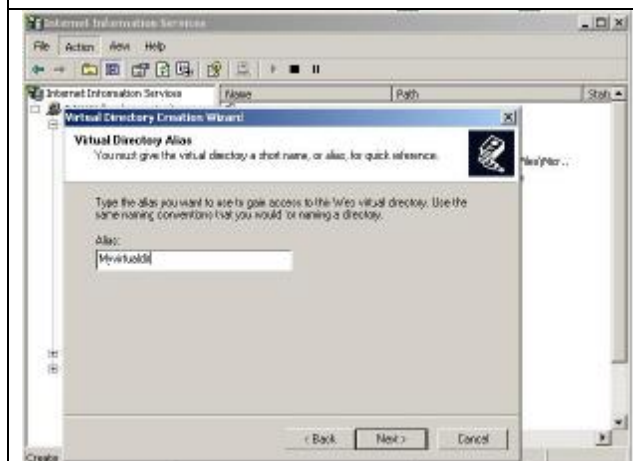 Internet Information Services
File Action View Help
Internet Information Services
Name Path Stat
Virtual Directory Creation Wizard
Virtual Directory Alias
You must give the virtual directory a short name, or alias, for quick reference.
Type the alias you want to use to gain access to this Web virtual directory. Use the
same naming conventions that you would for naming a directory.
Alias:
Myvirtualdir
< Back Next > Cancel
Create